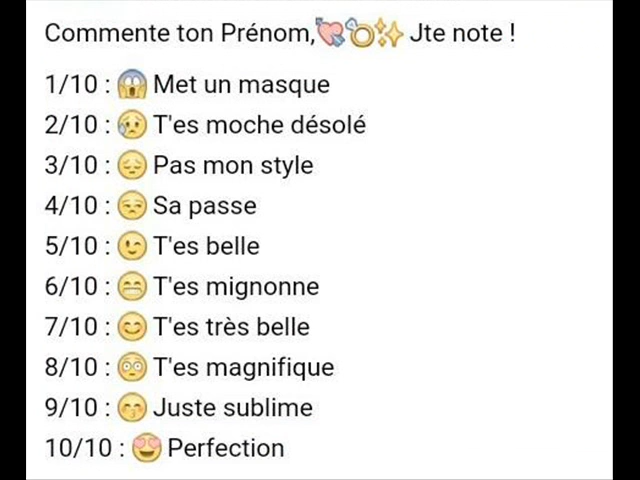 Commente ton Prénom,💘💍✨ Jte note !
1/10 : 😱 Met un masque
2/10 : 😢 T'es moche désolé
3/10 : 😔 Pas mon style
4/10 : 😒 Sa passe
5/10 : 😉 T'es belle
6/10 : 😁 T'es mignonne
7/10 : 😊 T'es très belle
8/10 : 😳 T'es magnifique
9/10 : 😙 Juste sublime
10/10 : 😍 Perfection